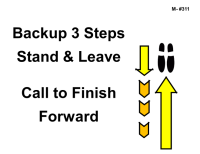 M- #311
Backup 3 Steps
Stand & Leave
Call to Finish
Forward